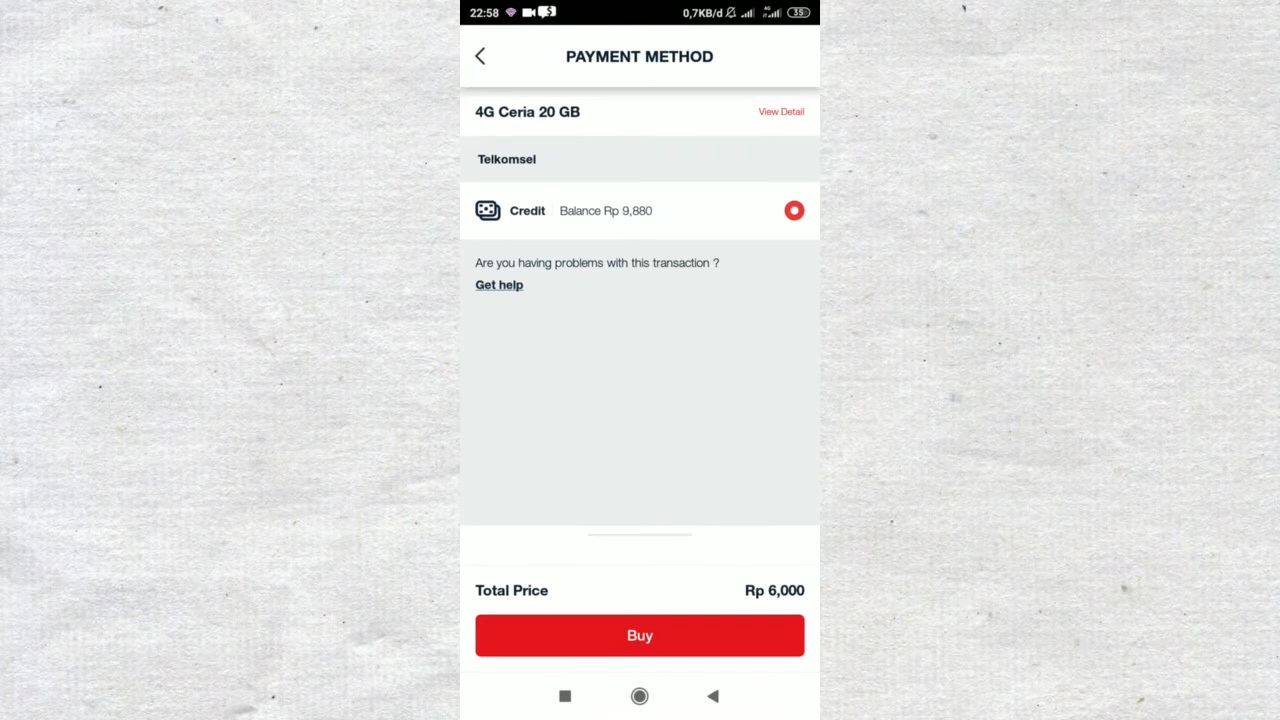 22:58 0,7KB/d 4G 35
PAYMENT METHOD
4G Ceria 20 GB View Detail
Telkomsel
Credit Balance Rp 9,880
Are you having problems with this transaction ?
Get help
Total Price Rp 6,000
Buy